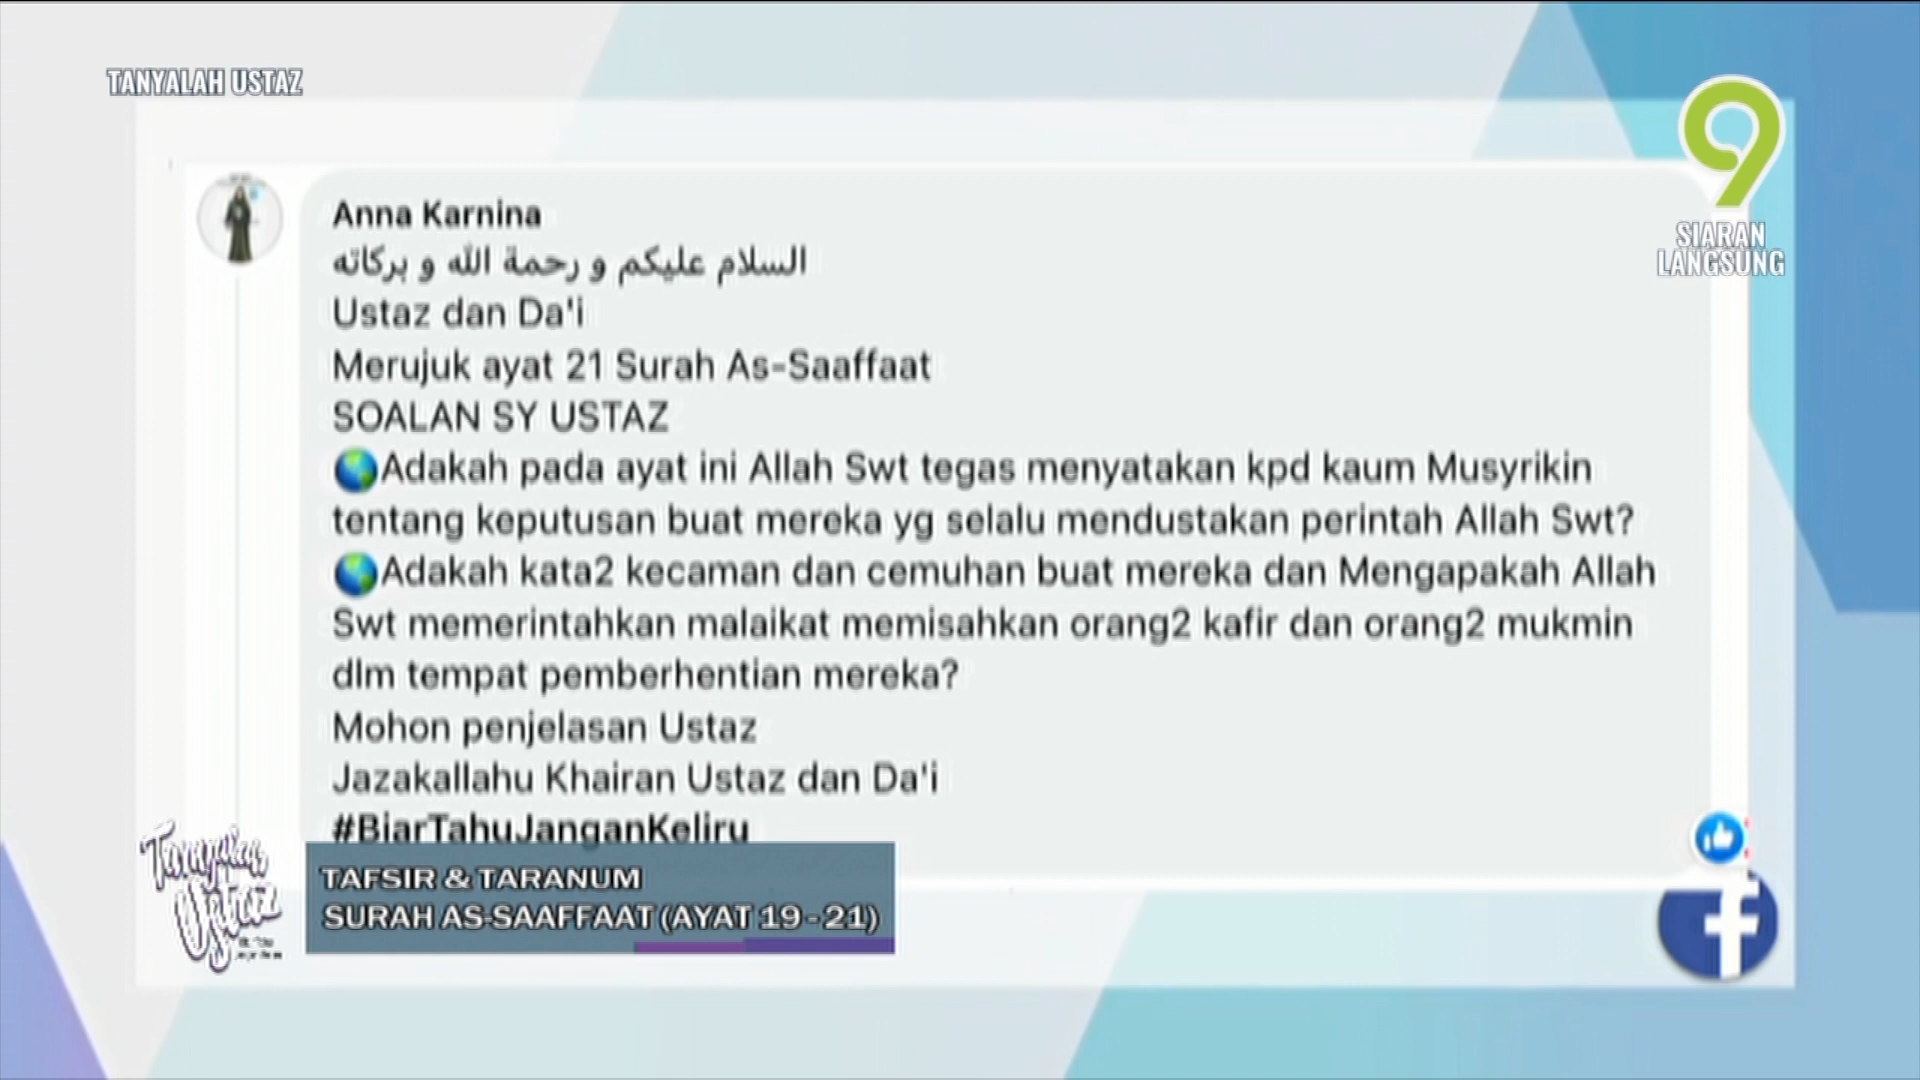 TANYALAH USTAZ
9
SIARAN
LANGSUNG
Anna Karnina
السلام عليكم و رحمة الله و بركاته
Ustaz dan Da'i
Merujuk ayat 21 Surah As-Saaffaat
SOALAN SY USTAZ
🌎Adakah pada ayat ini Allah Swt tegas menyatakan kpd kaum Musyrikin
tentang keputusan buat mereka yg selalu mendustakan perintah Allah Swt?
🌎Adakah kata2 kecaman dan cemuhan buat mereka dan Mengapakah Allah
Swt memerintahkan malaikat memisahkan orang2 kafir dan orang2 mukmin
dlm tempat pemberhentian mereka?
Mohon penjelasan Ustaz
Jazakallahu Khairan Ustaz dan Da'i
#BiarTahuJanganKeliru
Tanyalah
Ustaz
TAFSIR & TARANUM
SURAH AS-SAAFFAAT (AYAT 19 - 21)
f